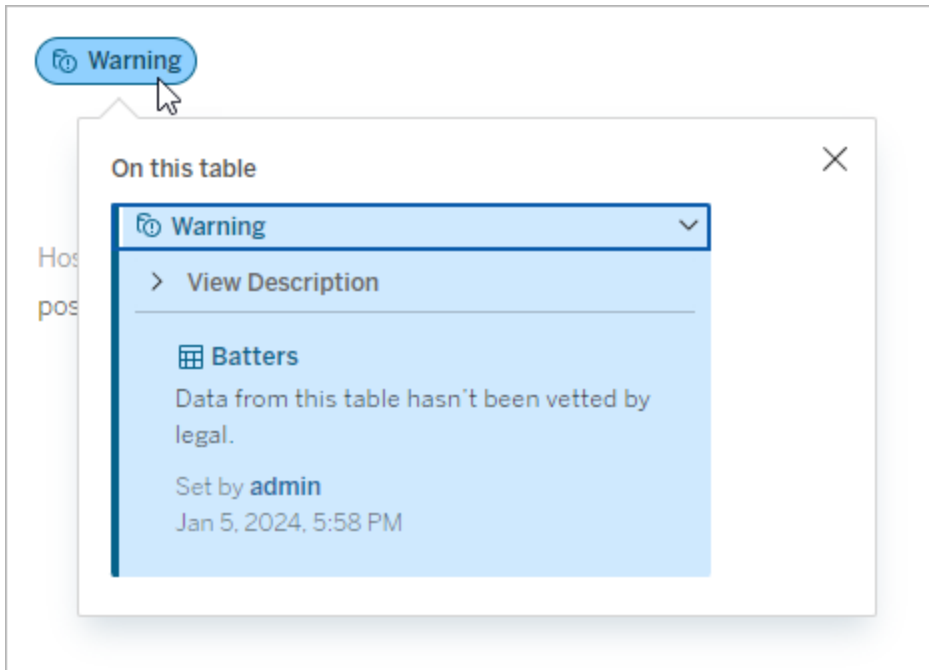 Warning
On this table
Warning
View Description
Batters
Data from this table hasn't been vetted by
legal.
Set by admin
Jan 5, 2024, 5:58 PM